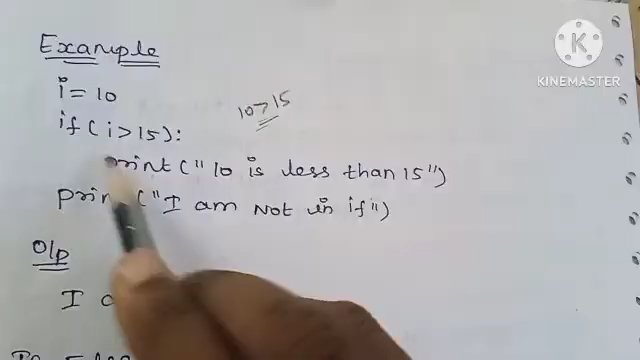 Example
KINEMASTER
i = 10
10 > 15
if ( i > 15 ) :
print (" 10 is less than 15")
print (" I am not in if")
O/p
I